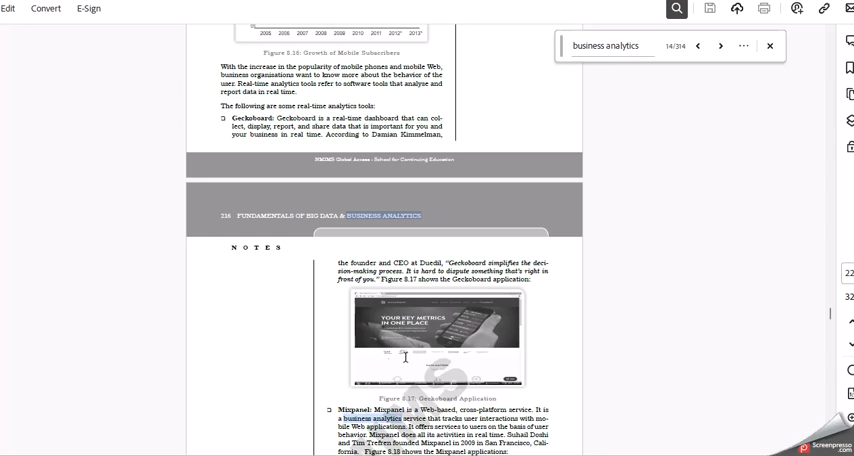 Edit Convert E-Sign
business analytics 14/314
2005 2006 2007 2008 2009 2010 2011 2012* 2013*
Figure 8.16: Growth of Mobile Subscribers
With the increase in the popularity of mobile phones and mobile Web,
business organisations want to know more about the behavior of the
user. Real-time analytics tools refer to software tools that analyse and
report data in real time.
The following are some real-time analytics tools:
Geckoboard: Geckoboard is a real-time dashboard that can col-
lect, display, report, and share data that is important for you and
your business in real time. According to Damian Kimmelman,
NMIMS Global Access - School for Continuing Education
216 FUNDAMENTALS OF BIG DATA & BUSINESS ANALYTICS
NOTES
the founder and CEO at Duedil, "Geckoboard simplifies the deci-
sion-making process. It is hard to dispute something that's right in
front of you." Figure 8.17 shows the Geckoboard application:
YOUR KEY METRICS
IN ONE PLACE
Figure 8.17: Geckoboard Application
Mixpanel: Mixpanel is a Web-based, cross-platform service. It is
a business analytics service that tracks user interactions with mo-
bile Web applications. It offers services to users on the basis of user
behavior. Mixpanel does all its activities in real time. Suhail Doshi
and Tim Trefren founded Mixpanel in 2009 in San Francisco, Cali-
fornia. Figure 8.18 shows the Mixpanel applications:
22
32
Screenpresso
.com